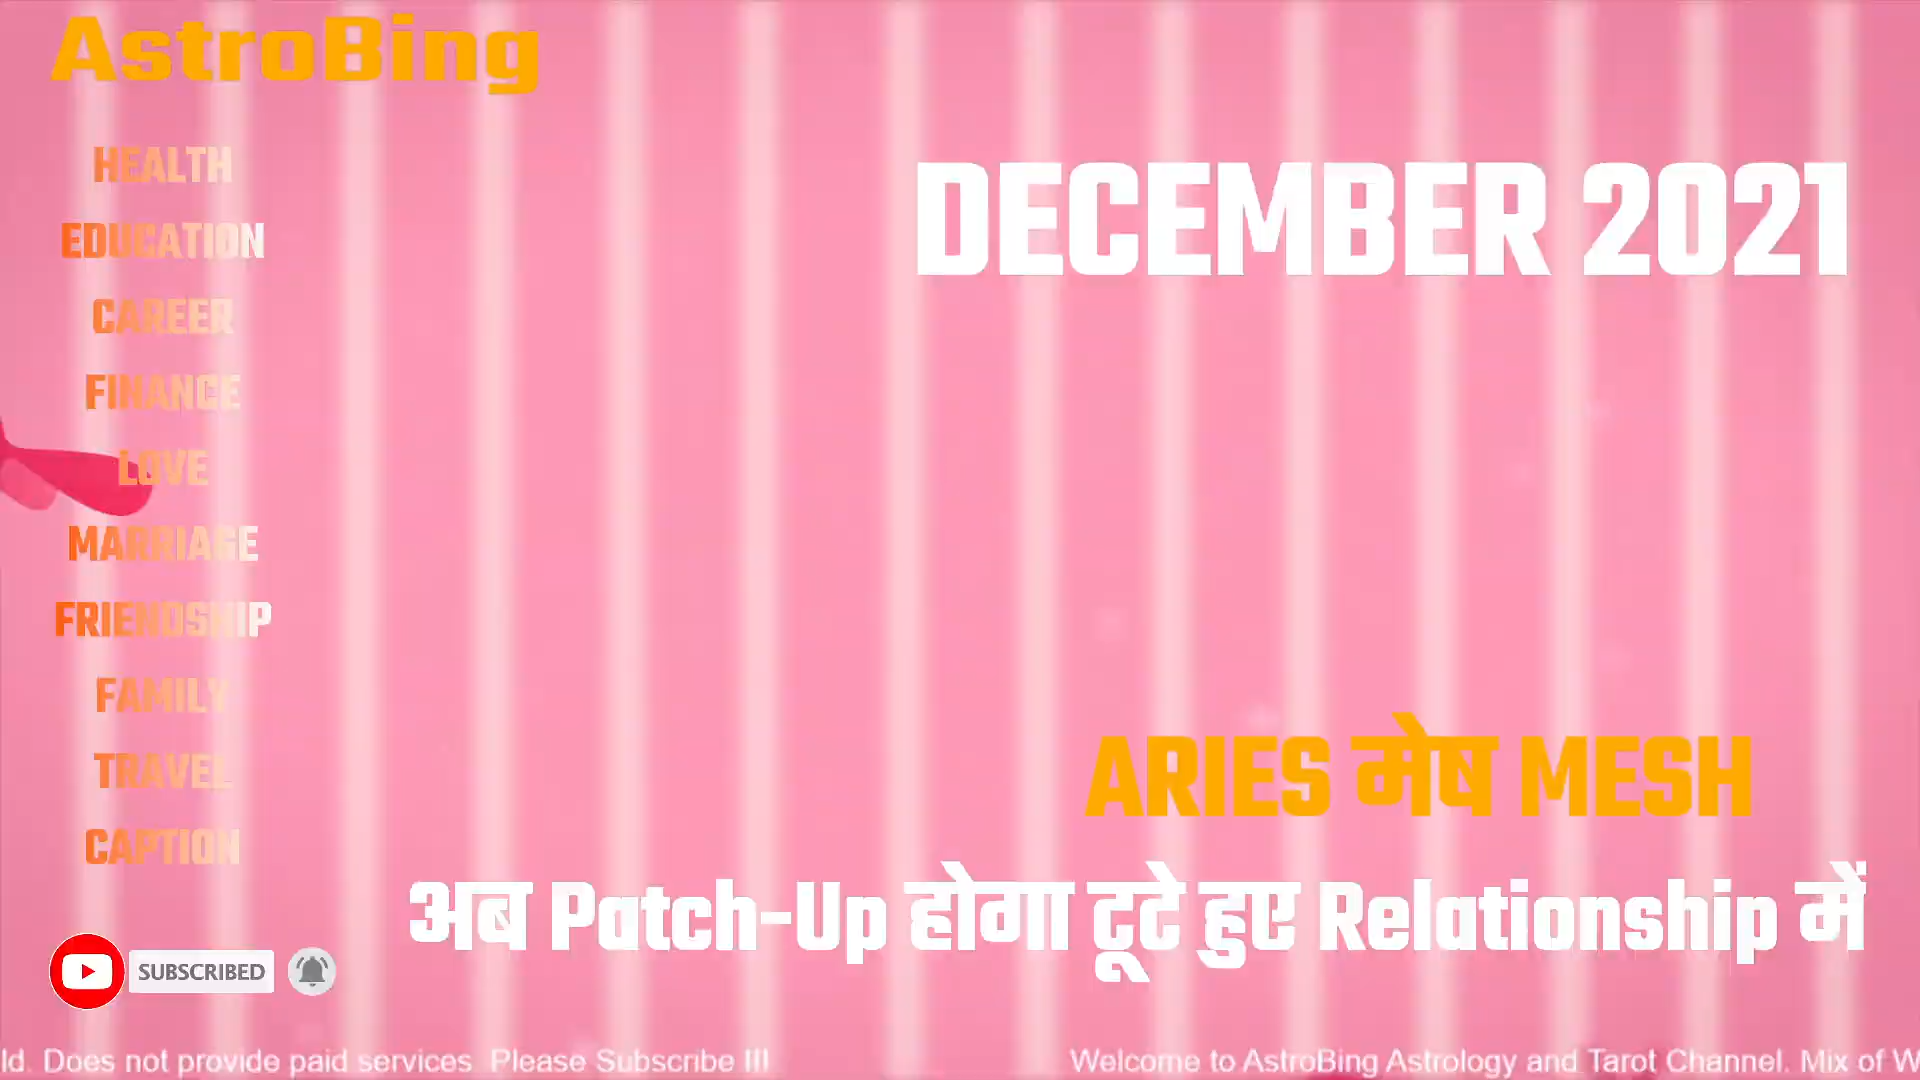 AstroBing
HEALTH
EDUCATION
CAREER
FINANCE
LOVE
MARRIAGE
FRIENDSHIP
FAMILY
TRAVEL
CAPTION
DECEMBER 2021
ARIES मेष MESH
अब Patch-Up होगा टूटे हुए Relationship में
SUBSCRIBED
ld. Does not provide paid services. Please Subscribe !!! Welcome to AstroBing Astrology and Tarot Channel. Mix of W